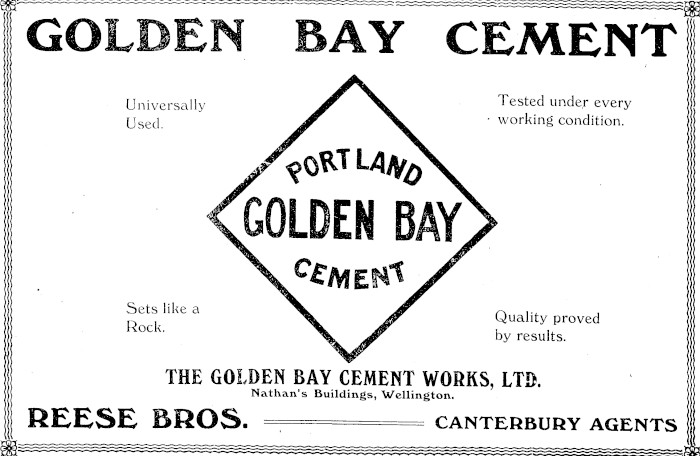 GOLDEN BAY CEMENT
Universally
Used.
Tested under every
working condition.
PORTLAND
GOLDEN BAY
CEMENT
Sets like a
Rock.
Quality proved
by results.
THE GOLDEN BAY CEMENT WORKS, LTD.
Nathan's Buildings, Wellington.
REESE BROS.
CANTERBURY AGENTS